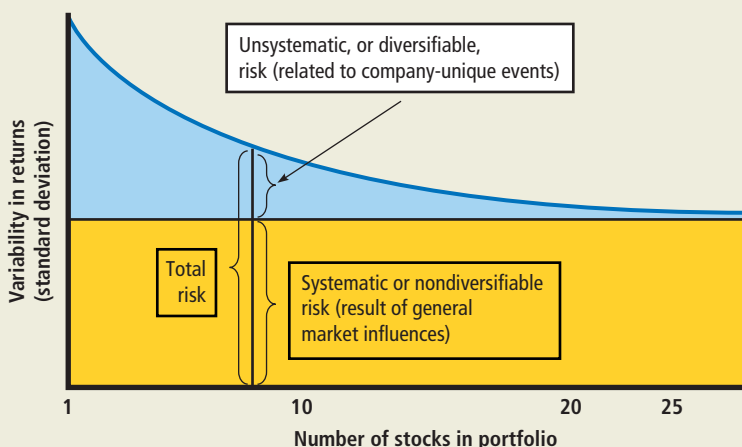 Unsystematic, or diversifiable,
risk (related to company-unique events)
Variability in returns
(standard deviation)
Total
risk
Systematic or nondiversifiable
risk (result of general
market influences)
1
10
20
25
Number of stocks in portfolio